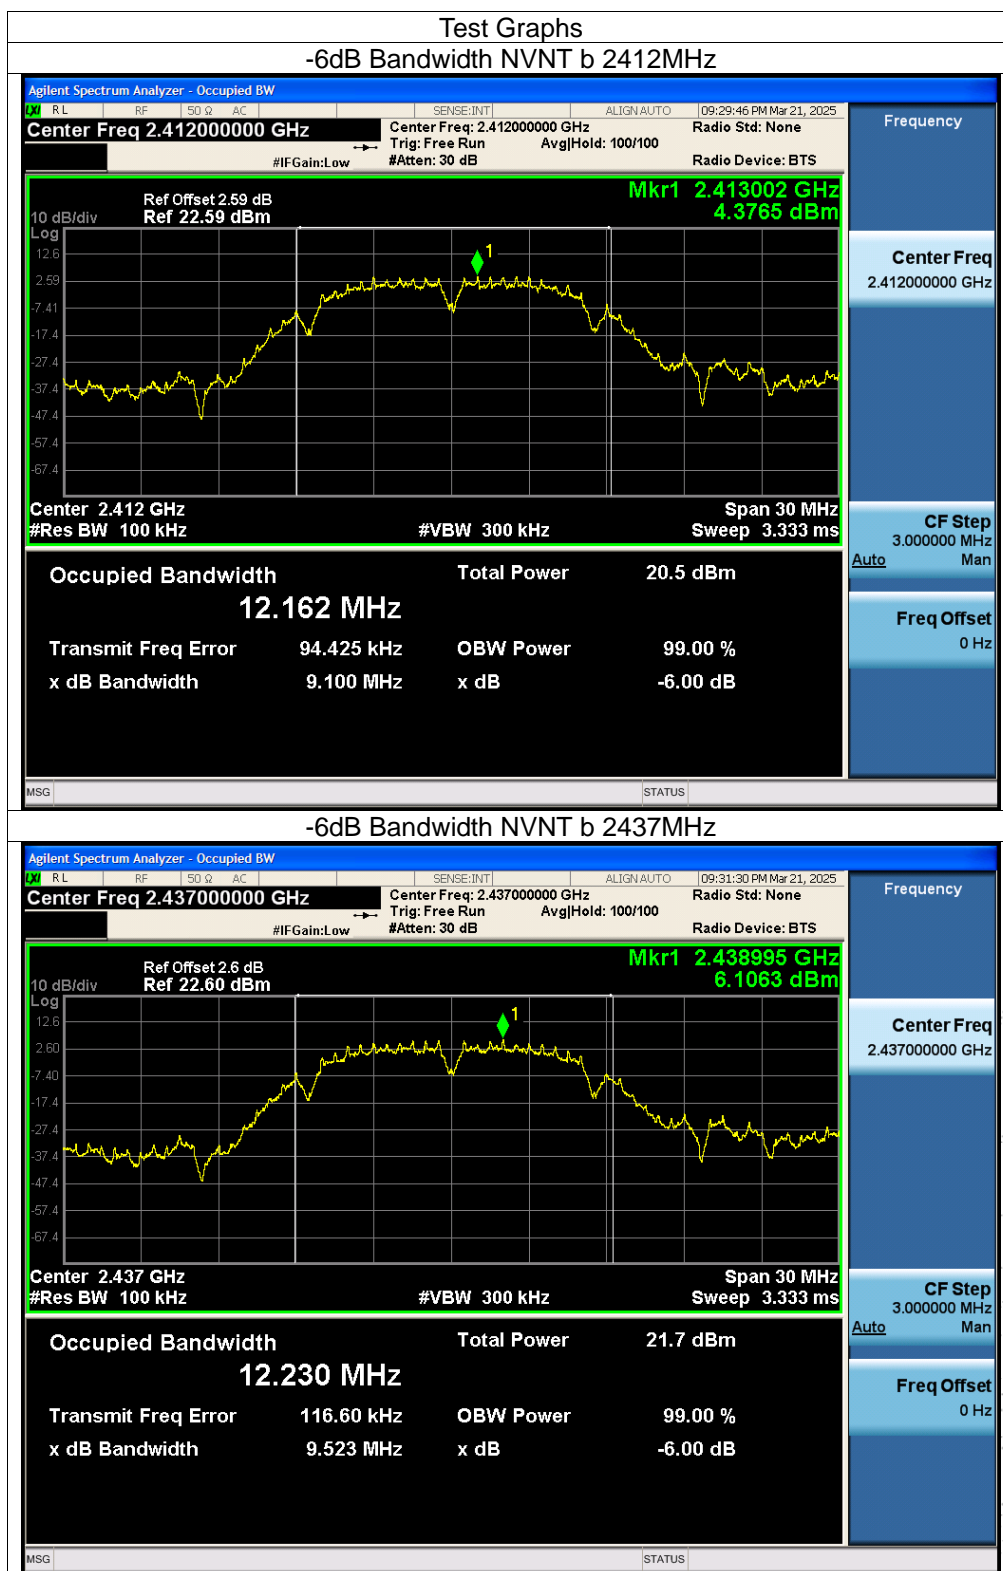 Test Graphs
-6dB Bandwidth NVNT b 2412MHz
Agilent Spectrum Analyzer - Occupied BW
LXI RL RF 50 Ω AC SENSE:INT ALIGN AUTO 09:29:46 PM Mar 21, 2025
Center Freq 2.412000000 GHz
Center Freq: 2.412000000 GHz
Radio Std: None
Trig: Free Run Avg|Hold: 100/100
#IFGain:Low #Atten: 30 dB Radio Device: BTS
Frequency
Mkr1 2.413002 GHz
4.3765 dBm
Ref Offset 2.59 dB
10 dB/div Ref 22.59 dBm
Log
12.6
2.59
-7.41
-17.4
-27.4
-37.4
-47.4
-57.4
-67.4
1
Center 2.412 GHz Span 30 MHz
#Res BW 100 kHz #VBW 300 kHz Sweep 3.333 ms
Center Freq
2.412000000 GHz
CF Step
3.000000 MHz
Auto Man
Freq Offset
0 Hz
Occupied Bandwidth Total Power 20.5 dBm
12.162 MHz
Transmit Freq Error 94.425 kHz OBW Power 99.00 %
x dB Bandwidth 9.100 MHz x dB -6.00 dB
MSG STATUS
-6dB Bandwidth NVNT b 2437MHz
Agilent Spectrum Analyzer - Occupied BW
LXI RL RF 50 Ω AC SENSE:INT ALIGN AUTO 09:31:30 PM Mar 21, 2025
Center Freq 2.437000000 GHz
Center Freq: 2.437000000 GHz
Radio Std: None
Trig: Free Run Avg|Hold: 100/100
#IFGain:Low #Atten: 30 dB Radio Device: BTS
Frequency
Mkr1 2.438995 GHz
6.1063 dBm
Ref Offset 2.6 dB
10 dB/div Ref 22.60 dBm
Log
12.6
2.60
-7.40
-17.4
-27.4
-37.4
-47.4
-57.4
-67.4
1
Center 2.437 GHz Span 30 MHz
#Res BW 100 kHz #VBW 300 kHz Sweep 3.333 ms
Center Freq
2.437000000 GHz
CF Step
3.000000 MHz
Auto Man
Freq Offset
0 Hz
Occupied Bandwidth Total Power 21.7 dBm
12.230 MHz
Transmit Freq Error 116.60 kHz OBW Power 99.00 %
x dB Bandwidth 9.523 MHz x dB -6.00 dB
MSG STATUS